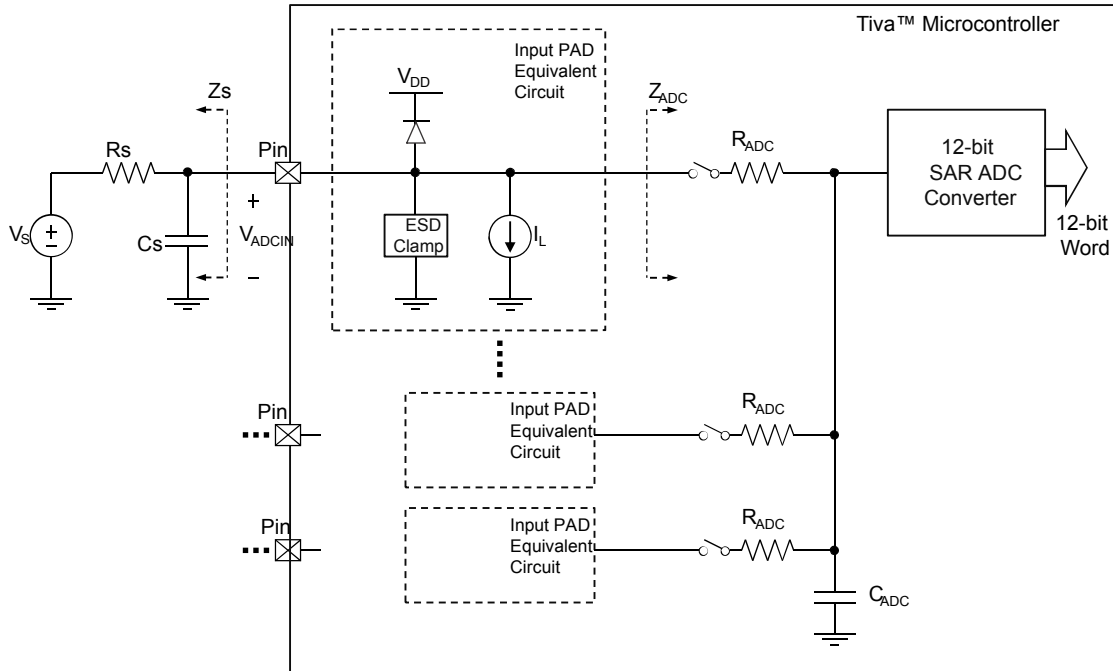 Tiva™ Microcontroller
Input PAD
Equivalent
Circuit
VDD
Zs
ZADC
Rs
Pin
RADC
12-bit
SAR ADC
Converter
+
VADCIN
−
VS
+
−
Cs
ESD
Clamp
IL
12-bit
Word
Pin
Input PAD
Equivalent
Circuit
RADC
Pin
Input PAD
Equivalent
Circuit
RADC
CADC